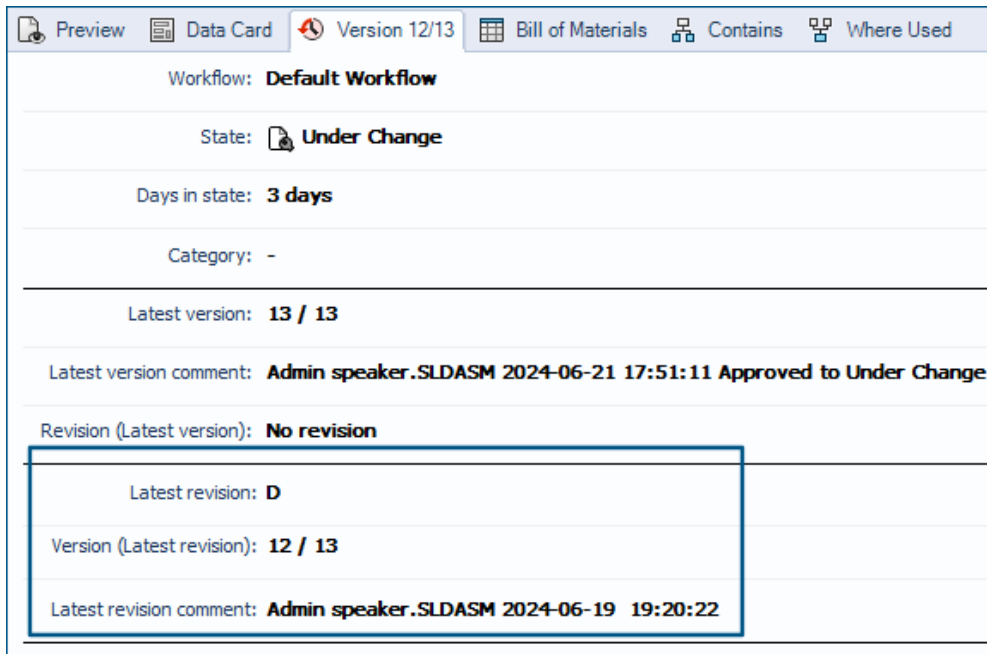 Preview Data Card Version 12/13 Bill of Materials Contains Where Used
Workflow: Default Workflow
State: Under Change
Days in state: 3 days
Category: -
Latest version: 13 / 13
Latest version comment: Admin speaker.SLDASM 2024-06-21 17:51:11 Approved to Under Change
Revision (Latest version): No revision
Latest revision: D
Version (Latest revision): 12 / 13
Latest revision comment: Admin speaker.SLDASM 2024-06-19 19:20:22